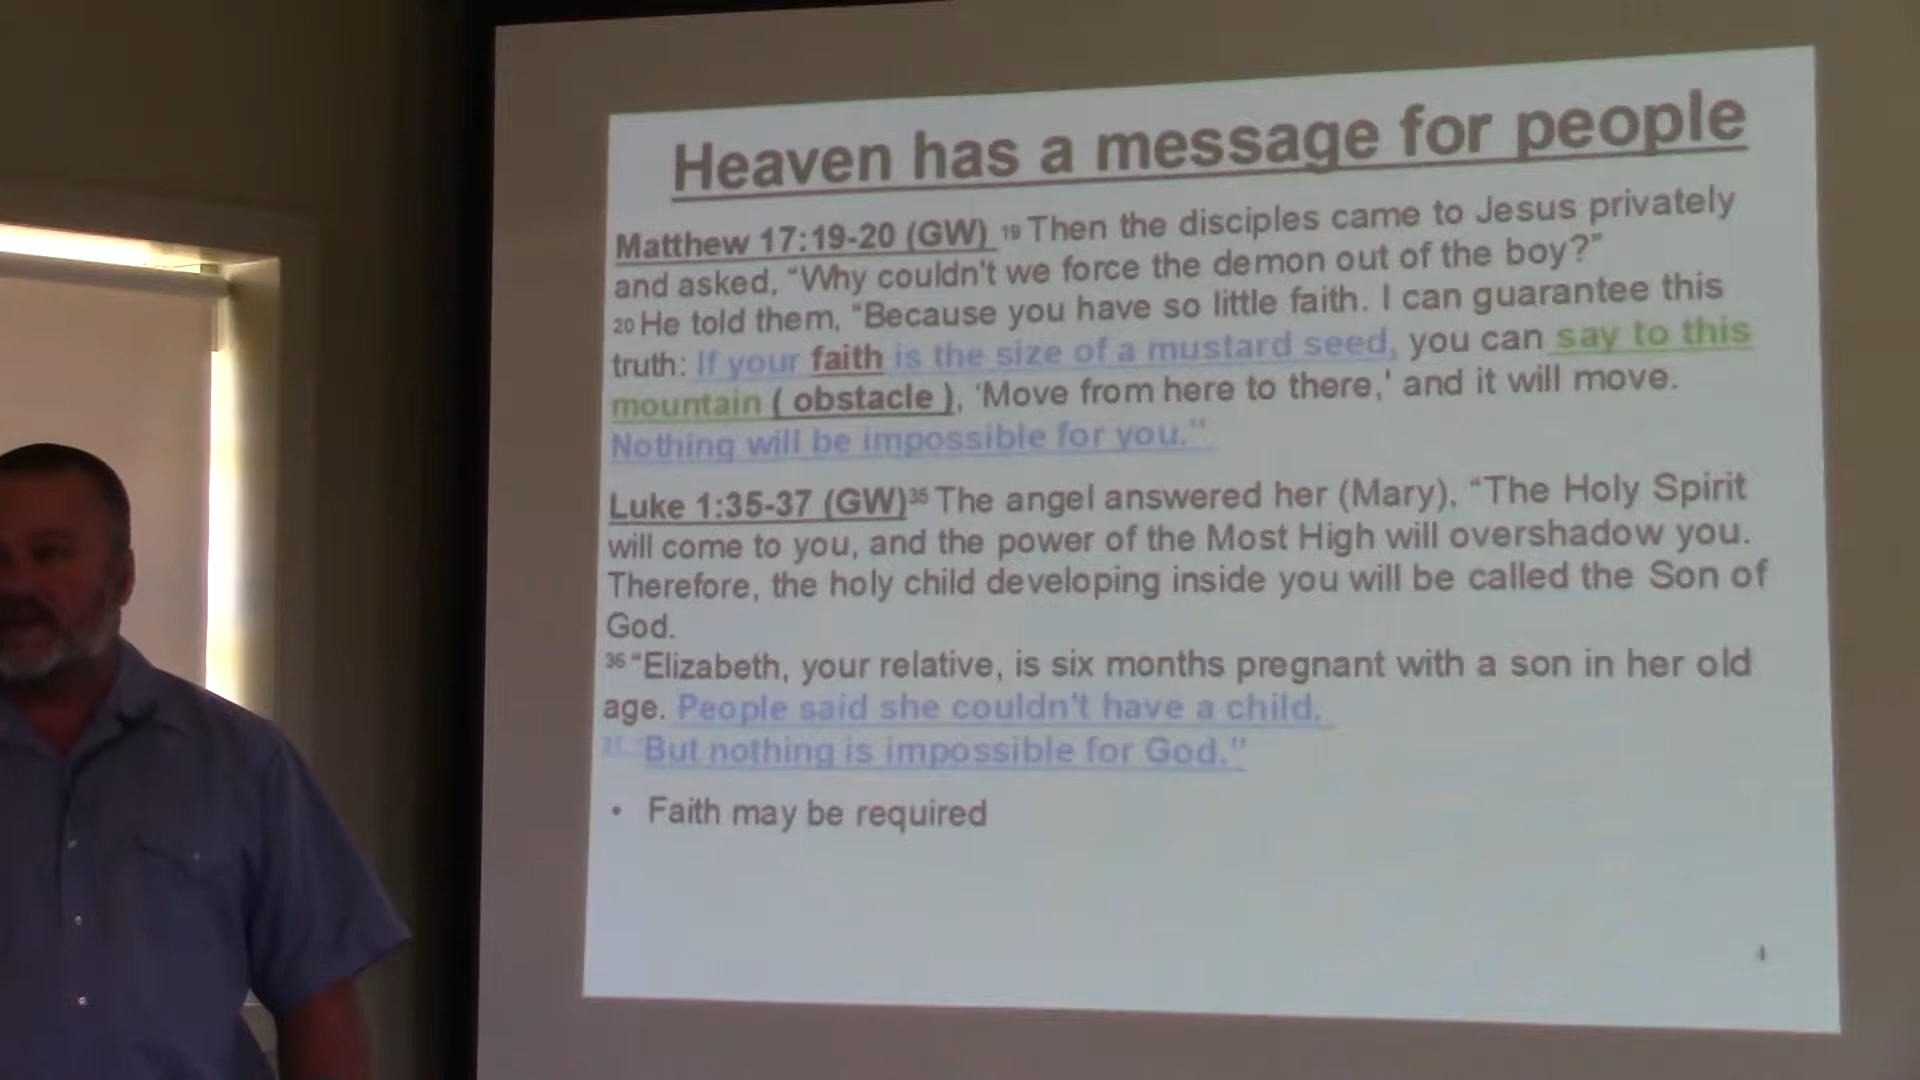 Heaven has a message for people
Matthew 17:19-20 (GW) 19 Then the disciples came to Jesus privately
and asked, “Why couldn't we force the demon out of the boy?”
20 He told them, “Because you have so little faith. I can guarantee this
truth: If your faith is the size of a mustard seed, you can say to this
mountain ( obstacle ), ‘Move from here to there,’ and it will move.
Nothing will be impossible for you.”
Luke 1:35-37 (GW)35 The angel answered her (Mary), “The Holy Spirit
will come to you, and the power of the Most High will overshadow you.
Therefore, the holy child developing inside you will be called the Son of
God.
36 “Elizabeth, your relative, is six months pregnant with a son in her old
age. People said she couldn't have a child.
37 “But nothing is impossible for God.”
• Faith may be required
4